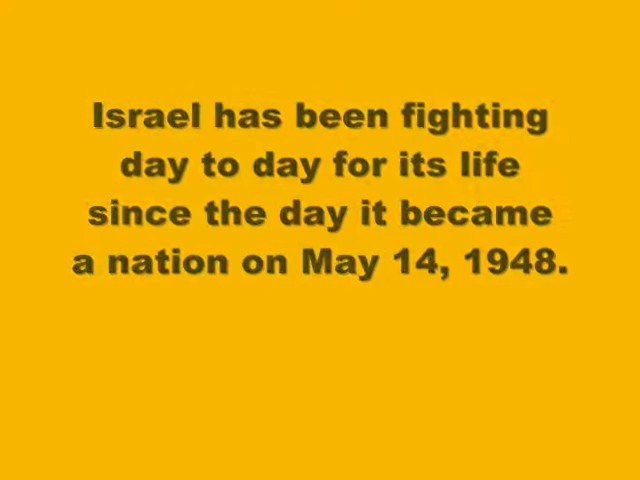 Israel has been fighting
day to day for its life
since the day it became
a nation on May 14, 1948.